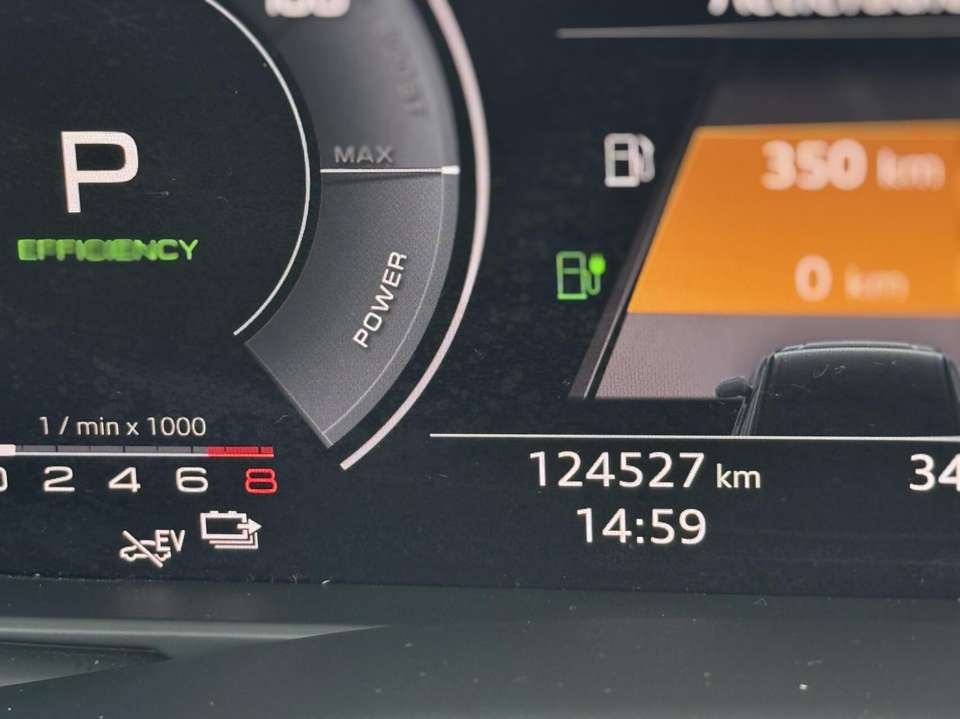 100
MAX
350 km
P
EFFICIENCY
POWER
0 km
1 / min x 1000
0 2 4 6 8
124527 km
34
EV
14:59